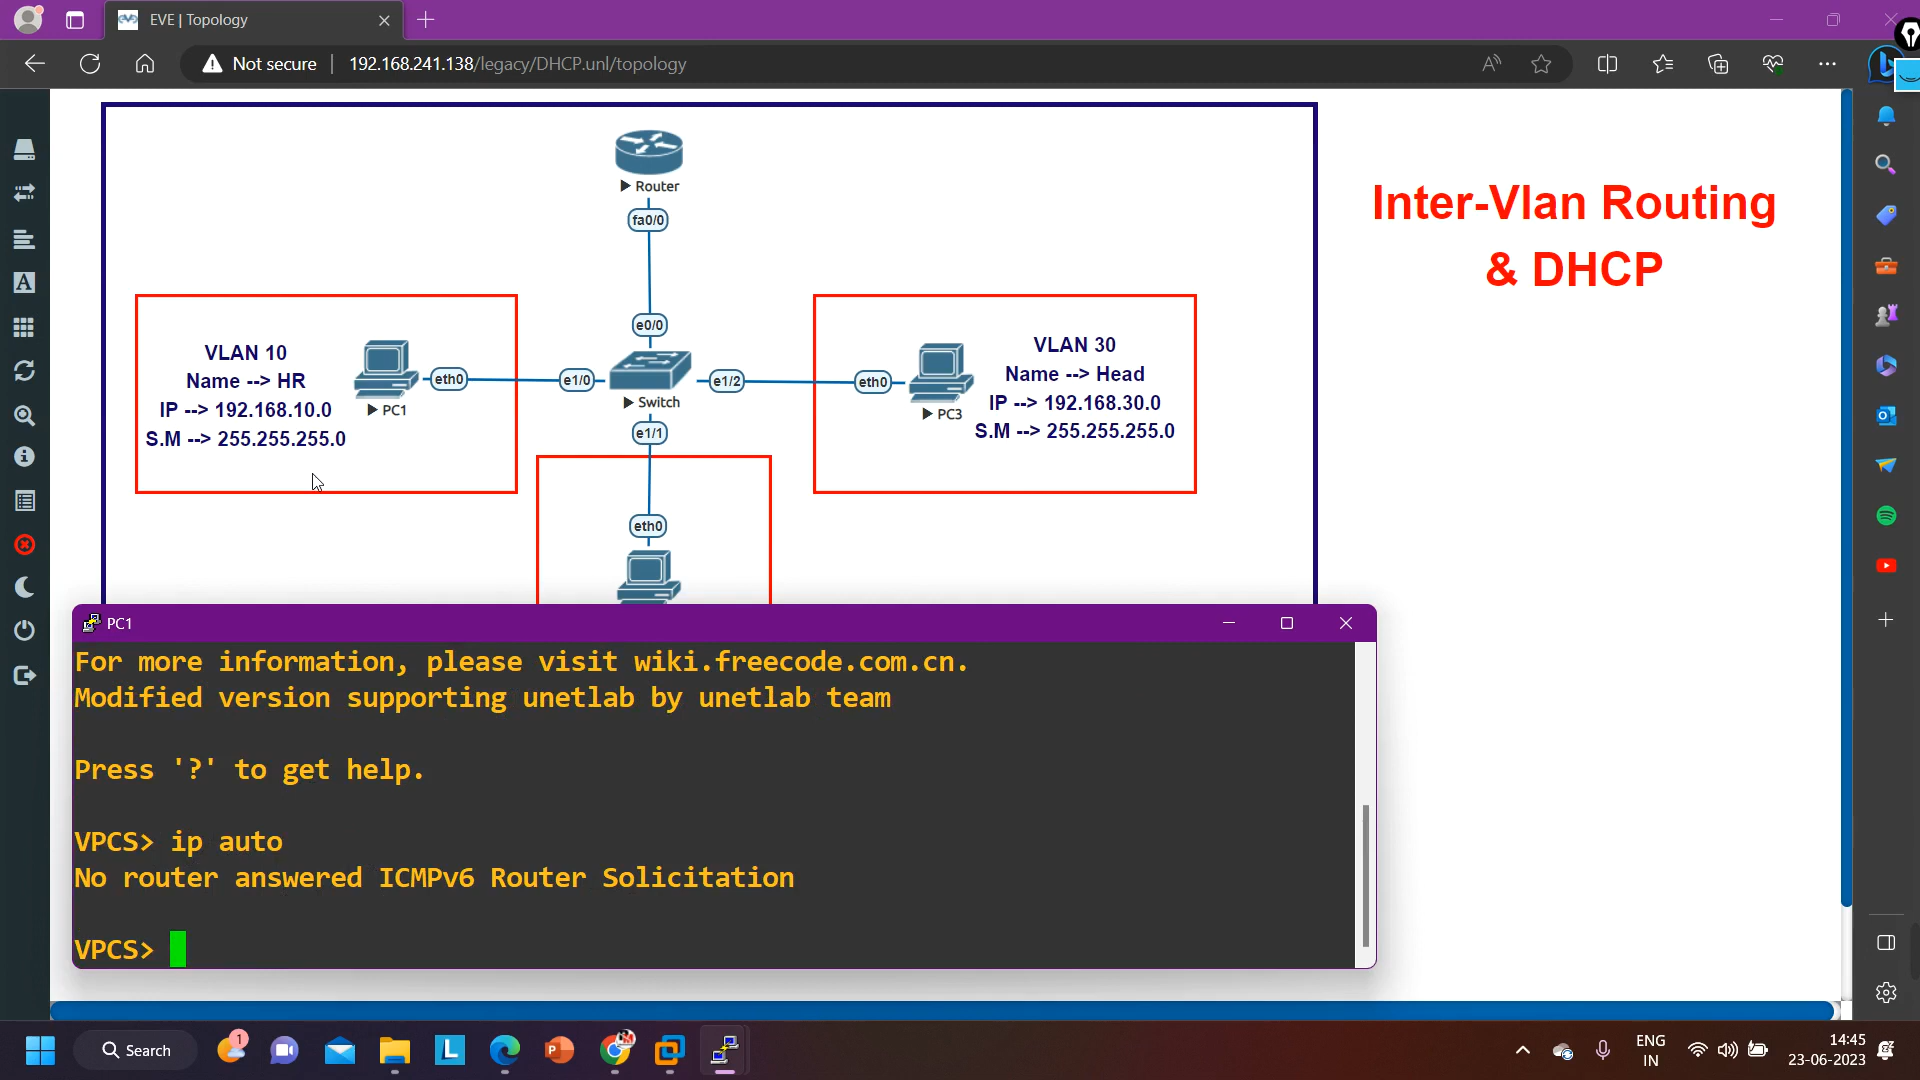 EVE | Topology
Not secure
192.168.241.138/legacy/DHCP.unl/topology
Router
fa0/0
Inter-Vlan Routing
& DHCP
e0/0
VLAN 10
Name --> HR
IP --> 192.168.10.0
S.M --> 255.255.255.0
PC1
eth0
e1/0
Switch
e1/2
eth0
PC3
VLAN 30
Name --> Head
IP --> 192.168.30.0
S.M --> 255.255.255.0
e1/1
eth0
PC1
For more information, please visit wiki.freecode.com.cn.
Modified version supporting unetlab by unetlab team
Press '?' to get help.
VPCS> ip auto
No router answered ICMPv6 Router Solicitation
VPCS>
Search
1
ENG
IN
14:45
23-06-2023